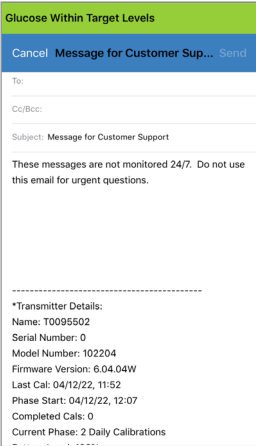 Glucose Within Target Levels
Cancel Message for Customer Sup... Send
To:
Cc/Bcc:
Subject: Message for Customer Support
These messages are not monitored 24/7. Do not use
this email for urgent questions.
------------------------------------------
*Transmitter Details:
Name: T0095502
Serial Number: 0
Model Number: 102204
Firmware Version: 6.04.04W
Last Cal: 04/12/22, 11:52
Phase Start: 04/12/22, 12:07
Completed Cals: 0
Current Phase: 2 Daily Calibrations